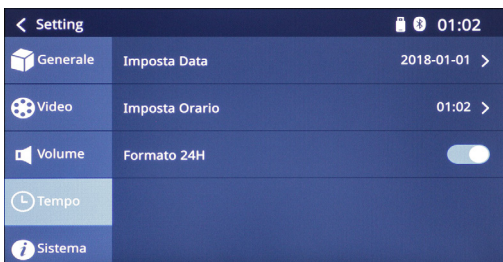 Setting 01:02
Generale
Imposta Data 2018-01-01
Video
Imposta Orario 01:02
Volume
Formato 24H
Tempo
Sistema